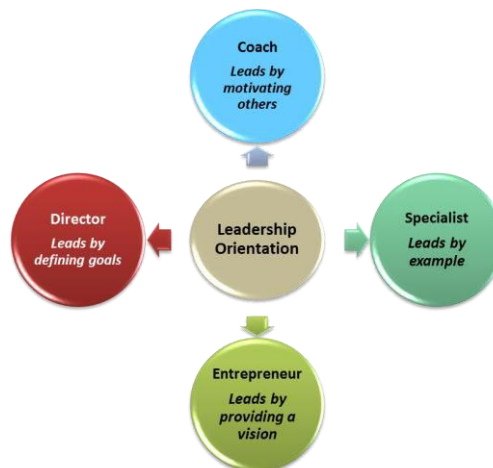 Coach
Leads by
motivating
others
Director
Leads by
defining goals
Leadership
Orientation
Specialist
Leads by
example
Entrepreneur
Leads by
providing a
vision